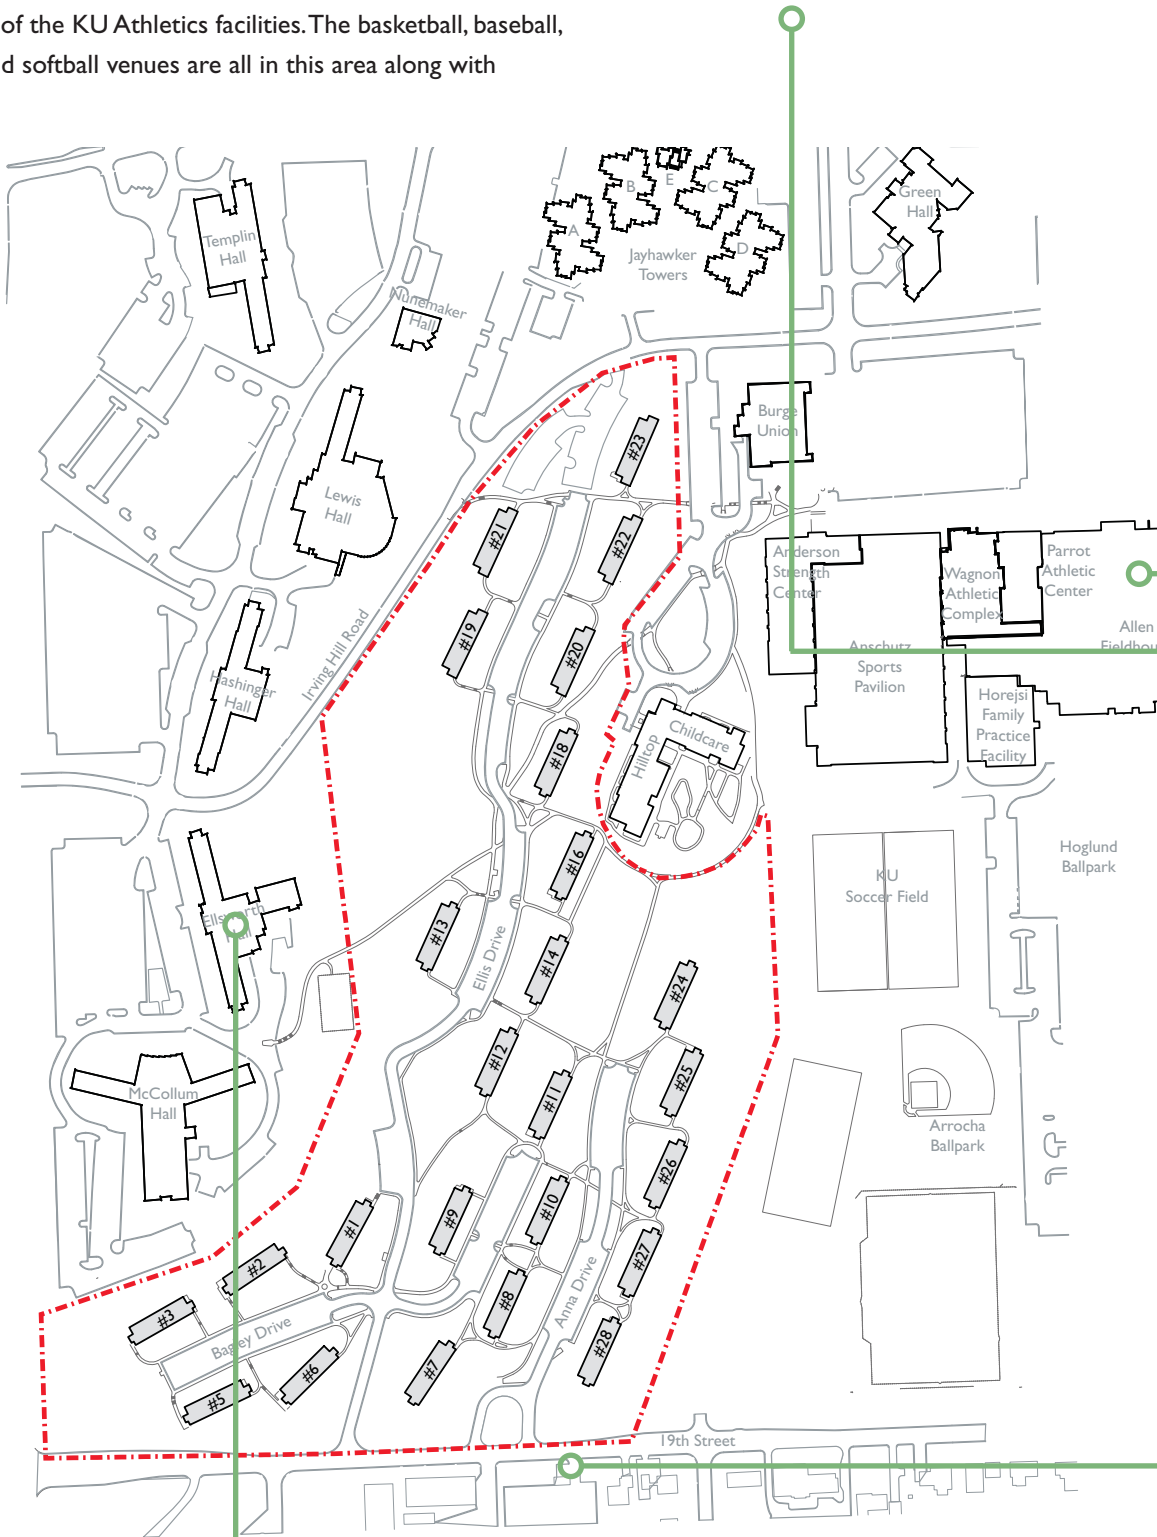 of the KU Athletics facilities. The basketball, baseball,
d softball venues are all in this area along with
B
E
C
A
D
Jayhawker
Towers
Green
Hall
Templin
Hall
Nunemaker
Hall
Burge
Union
#23
Lewis
Hall
#21
#22
Anderson
Strength
Center
Wagnon
Athletic
Complex
Parrot
Athletic
Center
Allen
Fieldhou
#19
#20
Irving Hill Road
Hashinger
Hall
Anschutz
Sports
Pavilion
Horejsi
Family
Practice
Facility
Hilltop
Childcare
#18
#16
KU
Soccer Field
Hoglund
Ballpark
Ellsworth
Hall
#13
Ellis Drive
#14
#24
#12
#11
#25
McCollum
Hall
Arrocha
Ballpark
#26
#10
#9
#1
#27
#2
#8
Anna Drive
#3
Bagley Drive
#28
#7
#6
#5
19th Street